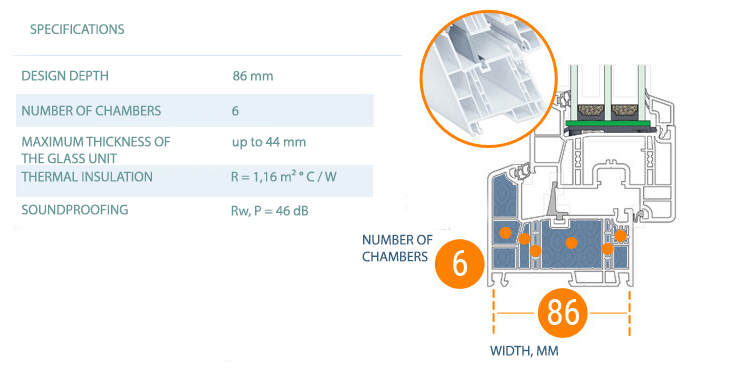 SPECIFICATIONS
DESIGN DEPTH 86 mm
NUMBER OF CHAMBERS 6
MAXIMUM THICKNESS OF up to 44 mm
THE GLASS UNIT
THERMAL INSULATION R = 1,16 m² ° C / W
SOUNDPROOFING Rw, P = 46 dB
NUMBER OF
CHAMBERS
6
86
WIDTH, MM